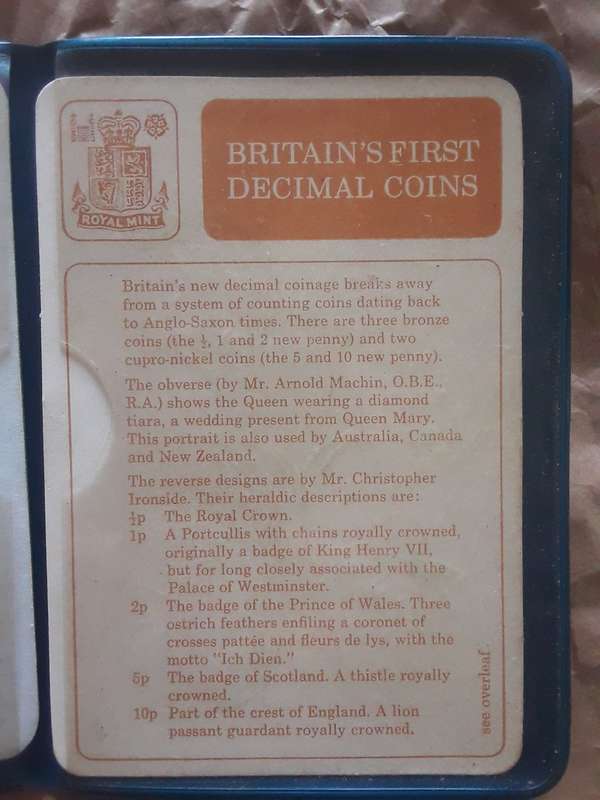 ROYAL MINT
BRITAIN'S FIRST
DECIMAL COINS
Britain's new decimal coinage breaks away
from a system of counting coins dating back
to Anglo-Saxon times. There are three bronze
coins (the ½, 1 and 2 new penny) and two
cupro-nickel coins (the 5 and 10 new penny).
The obverse (by Mr. Arnold Machin, O.B.E.,
R.A.) shows the Queen wearing a diamond
tiara, a wedding present from Queen Mary.
This portrait is also used by Australia, Canada
and New Zealand.
The reverse designs are by Mr. Christopher
Ironside. Their heraldic descriptions are:
½p The Royal Crown.
1p A Portcullis with chains royally crowned,
originally a badge of King Henry VII,
but for long closely associated with the
Palace of Westminster.
2p The badge of the Prince of Wales. Three
ostrich feathers enfiling a coronet of
crosses pattée and fleurs de lys, with the
motto "Ich Dien."
5p The badge of Scotland. A thistle royally
crowned.
10p Part of the crest of England. A lion
passant guardant royally crowned.
see overleaf